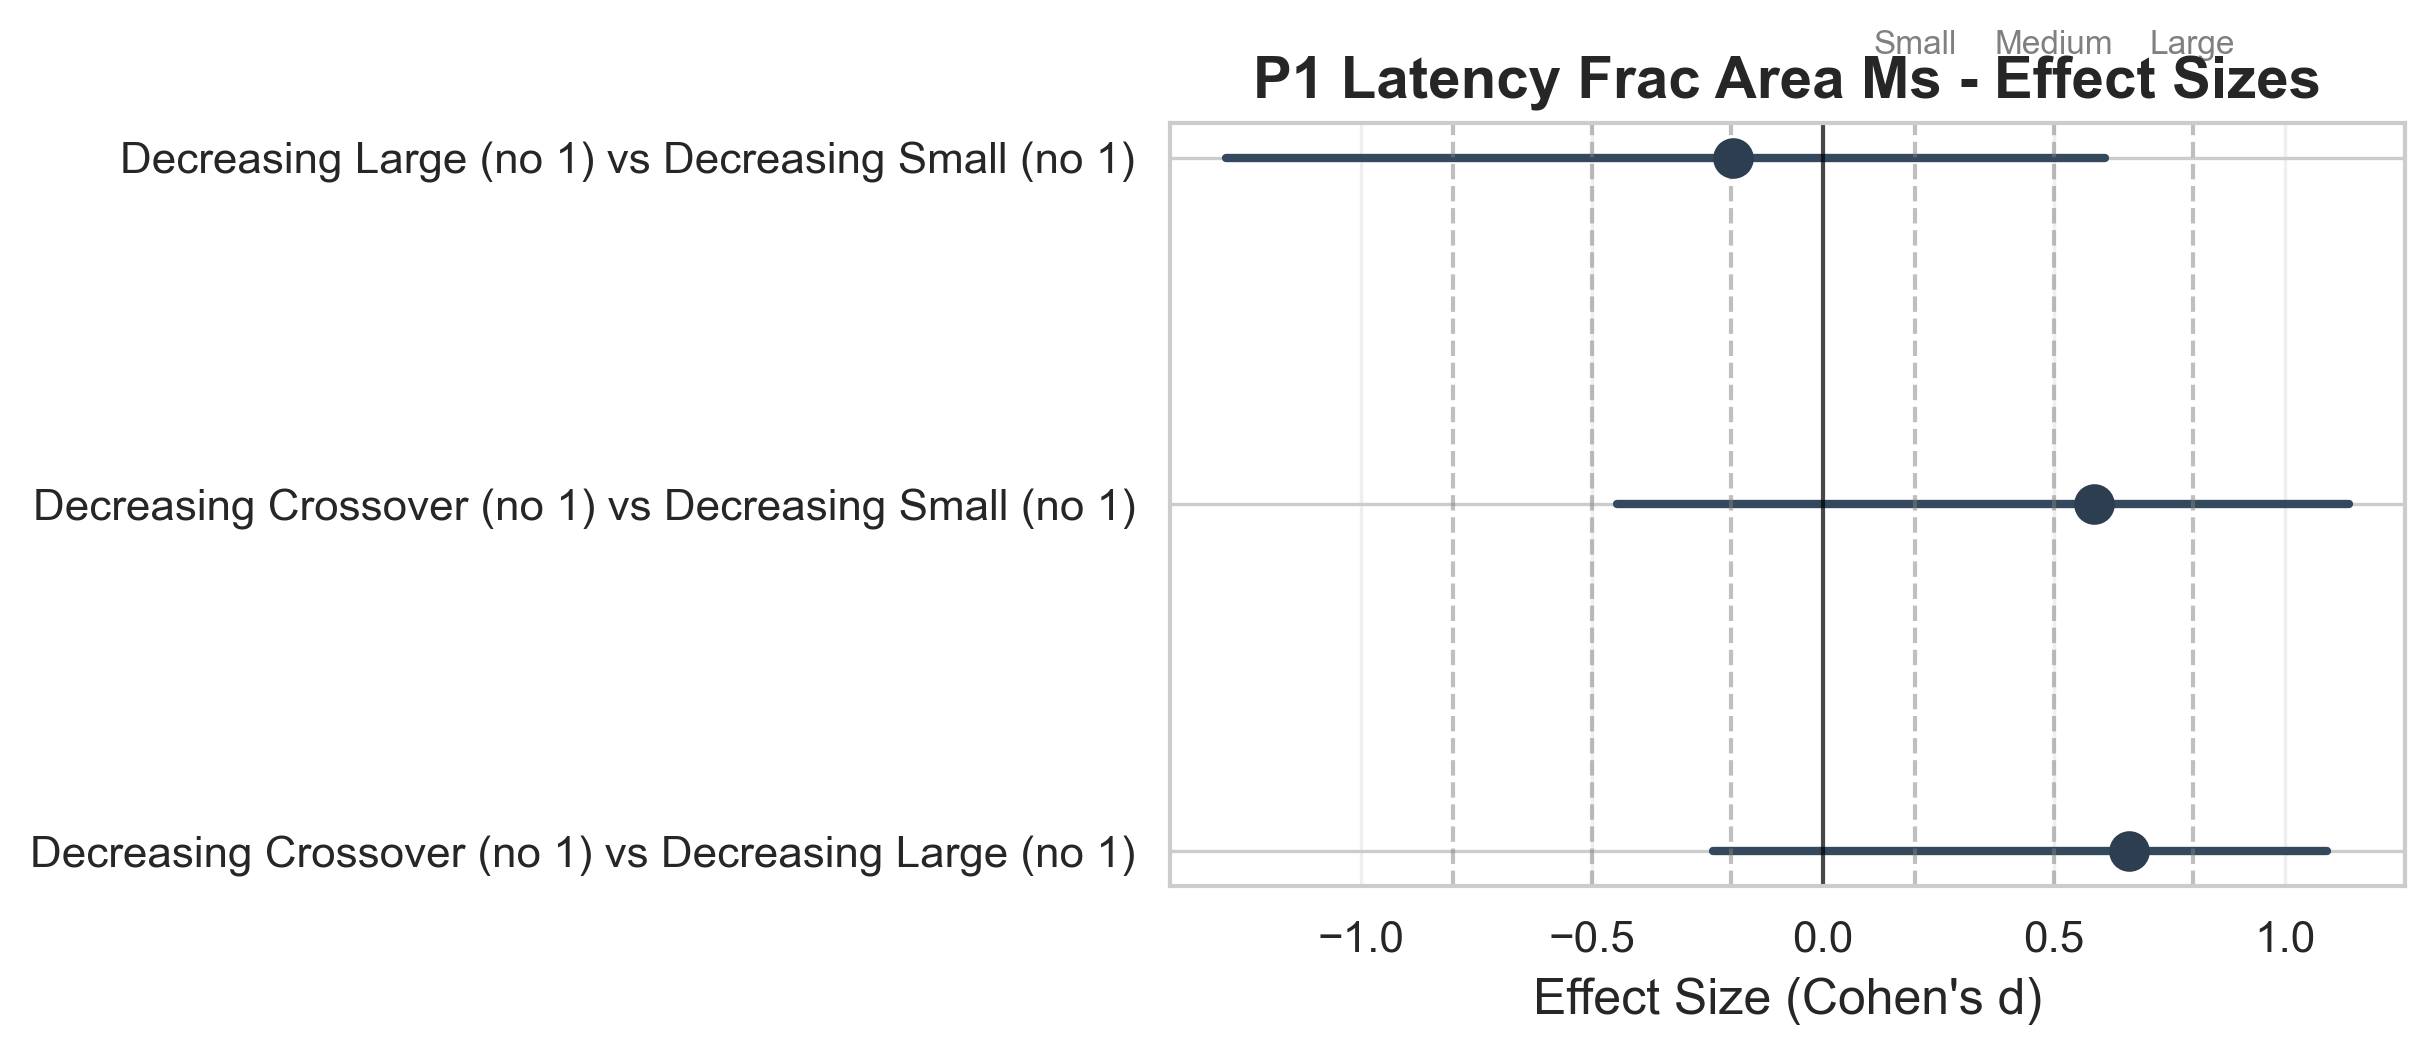 Small Medium Large
P1 Latency Frac Area Ms - Effect Sizes
Decreasing Large (no 1) vs Decreasing Small (no 1)
Decreasing Crossover (no 1) vs Decreasing Small (no 1)
Decreasing Crossover (no 1) vs Decreasing Large (no 1)
−1.0 −0.5 0.0 0.5 1.0
Effect Size (Cohen's d)